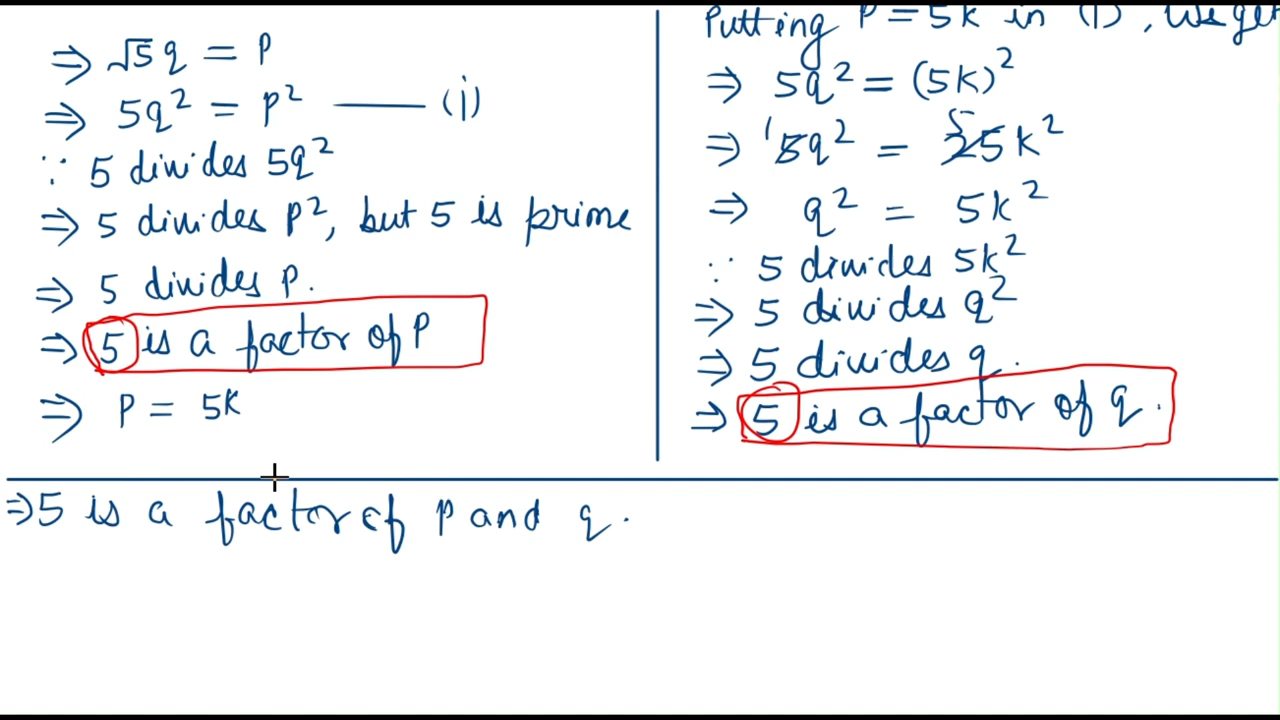 ⇒ √5q = p
⇒ 5q² = p² —— (i)
∵ 5 divides 5q²
⇒ 5 divides p², but 5 is prime
⇒ 5 divides p.
⇒ 5 is a factor of p
⇒ p = 5k
Putting p = 5k in (i), we get
⇒ 5q² = (5k)²
⇒ 1 5q² = 5 25k²
⇒ q² = 5k²
∵ 5 divides 5k²
⇒ 5 divides q²
⇒ 5 divides q.
⇒ 5 is a factor of q.
⇒ 5 is a factor of p and q.